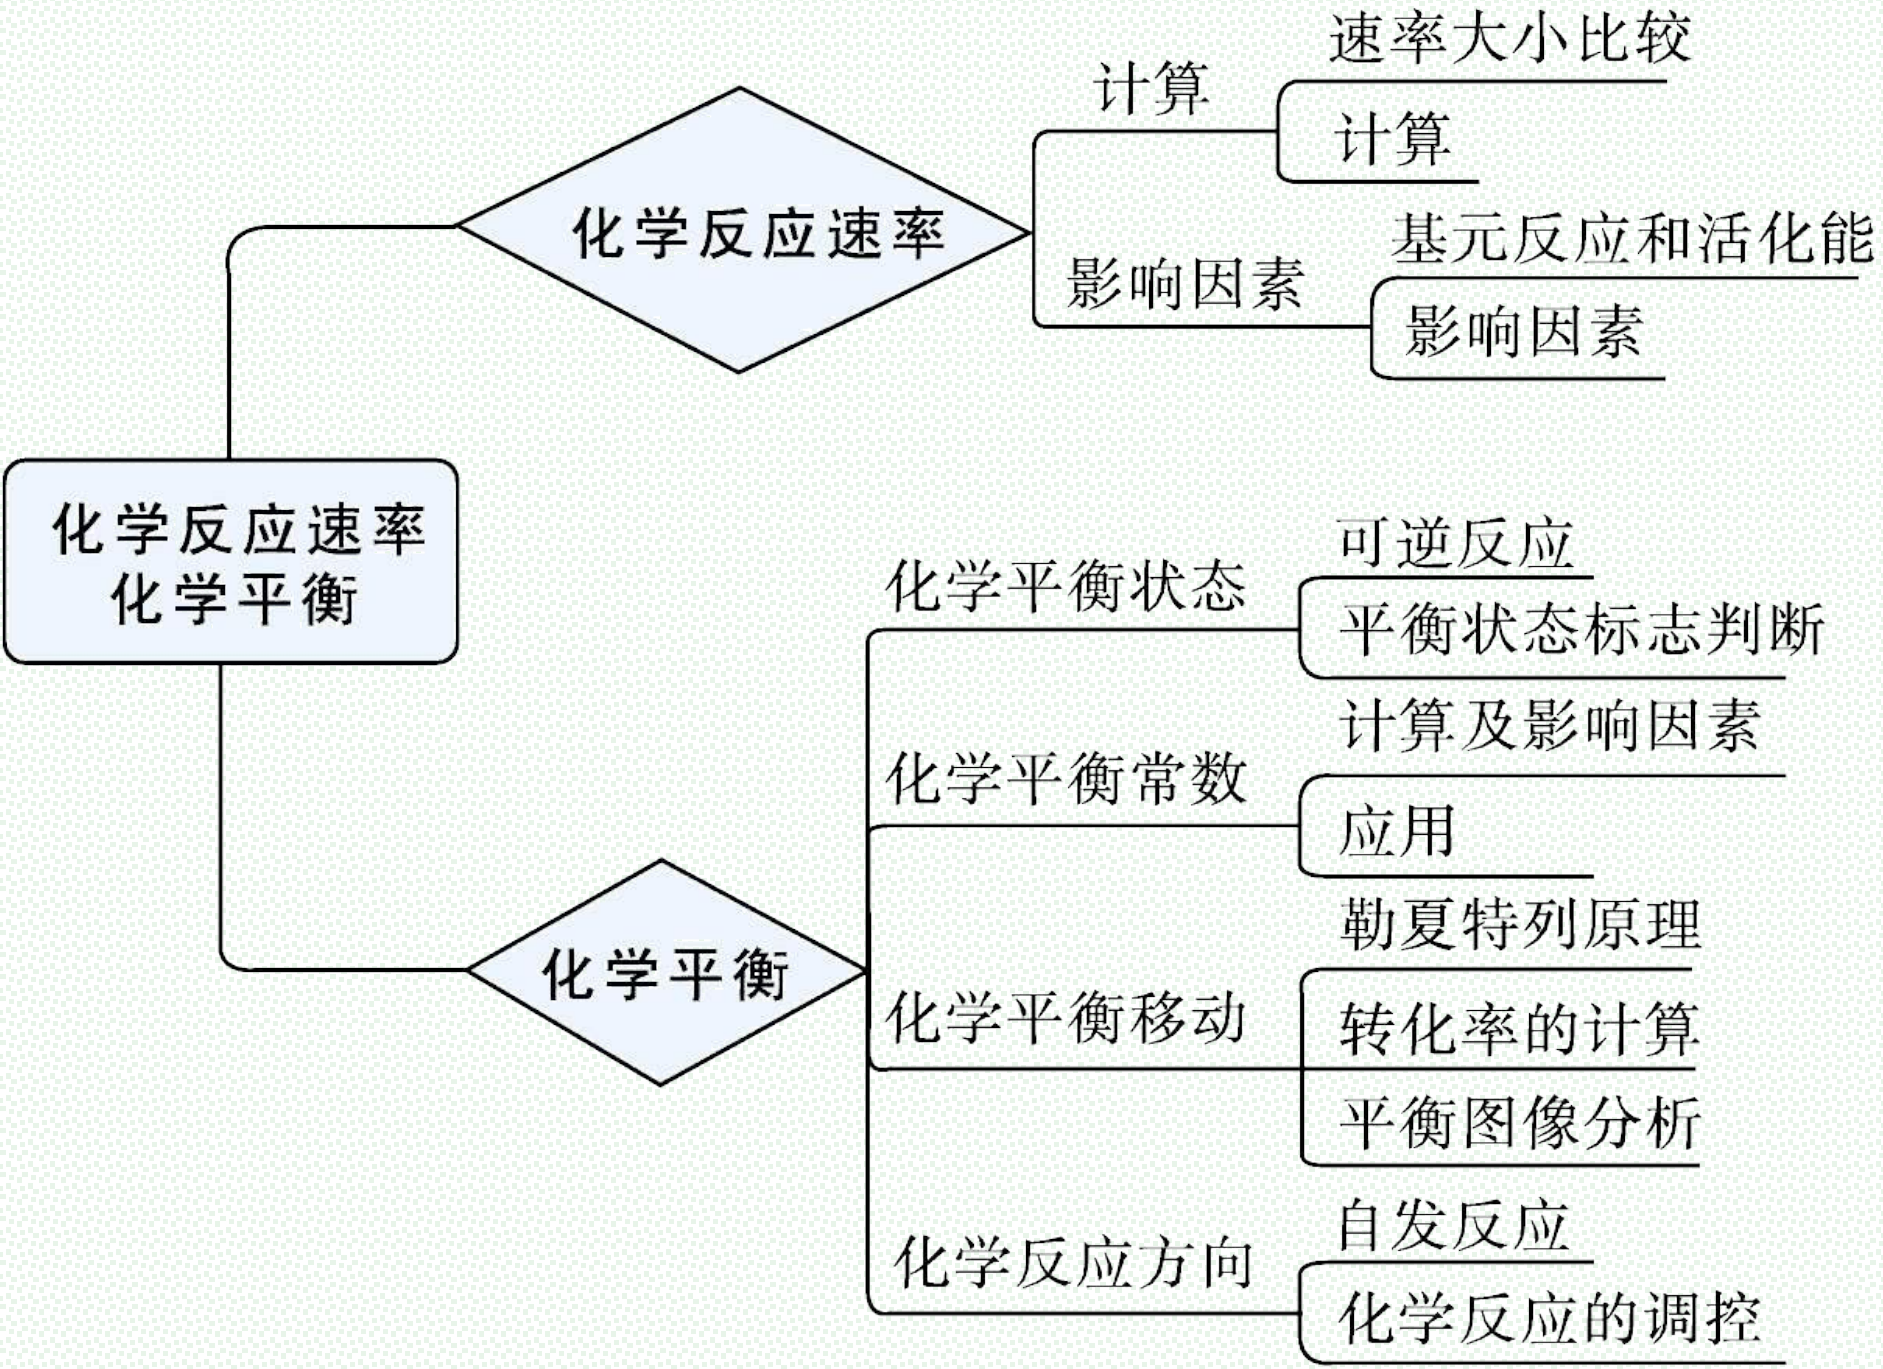 化学反应速率
化学平衡
化学反应速率
计算
速率大小比较
计算
影响因素
基元反应和活化能
影响因素
化学平衡
化学平衡状态
可逆反应
平衡状态标志判断
化学平衡常数
计算及影响因素
应用
化学平衡移动
勒夏特列原理
转化率的计算
平衡图像分析
化学反应方向
自发反应
化学反应的调控